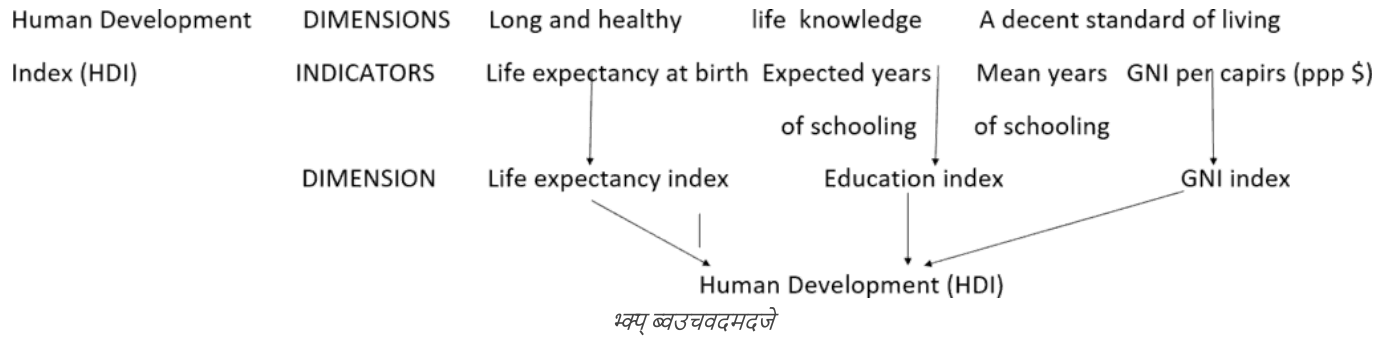 Human Development DIMENSIONS Long and healthy life knowledge A decent standard of living
Index (HDI) INDICATORS Life expectancy at birth Expected years Mean years GNI per capirs (ppp $)
of schooling of schooling
DIMENSION Life expectancy index Education index GNI index
Human Development (HDI)
भ्क्प् ब्वउचवदमदजे